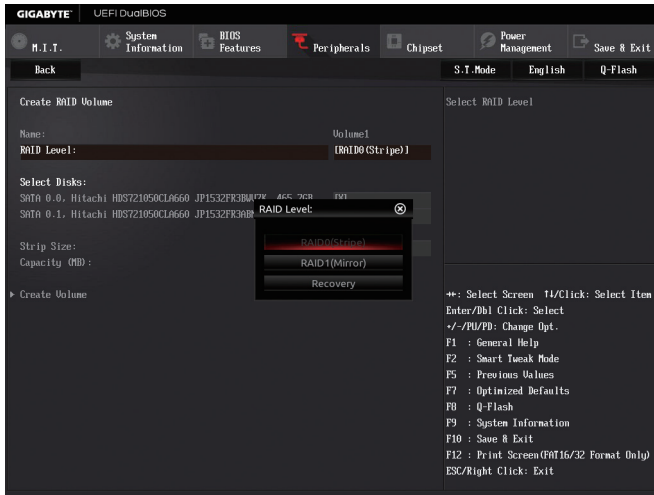 GIGABYTE™ UEFI DualBIOS
M.I.T. System Information BIOS Features Peripherals Chipset Power Management Save & Exit
Back S.T.Mode English Q-Flash
Create RAID Volume Select RAID Level
Name: Volume1
RAID Level: [RAID0(Stripe)]
Select Disks:
SATA 0.0, Hitachi HDS721050CLA660 465.76GB [X]
SATA 0.1, Hitachi HDS721050CLA660
RAID Level:
RAID0(Stripe)
RAID1(Mirror)
Recovery
Strip Size:
Capacity (MB):
Create Volume
→←: Select Screen ↑↓/Click: Select Item
Enter/Dbl Click: Select
+/-/PU/PD: Change Opt.
F1 : General Help
F2 : Smart Tweak Mode
F5 : Previous Values
F7 : Optimized Defaults
F8 : Q-Flash
F9 : System Information
F10 : Save & Exit
F12 : Print Screen(FAT16/32 Format Only)
ESC/Right Click: Exit